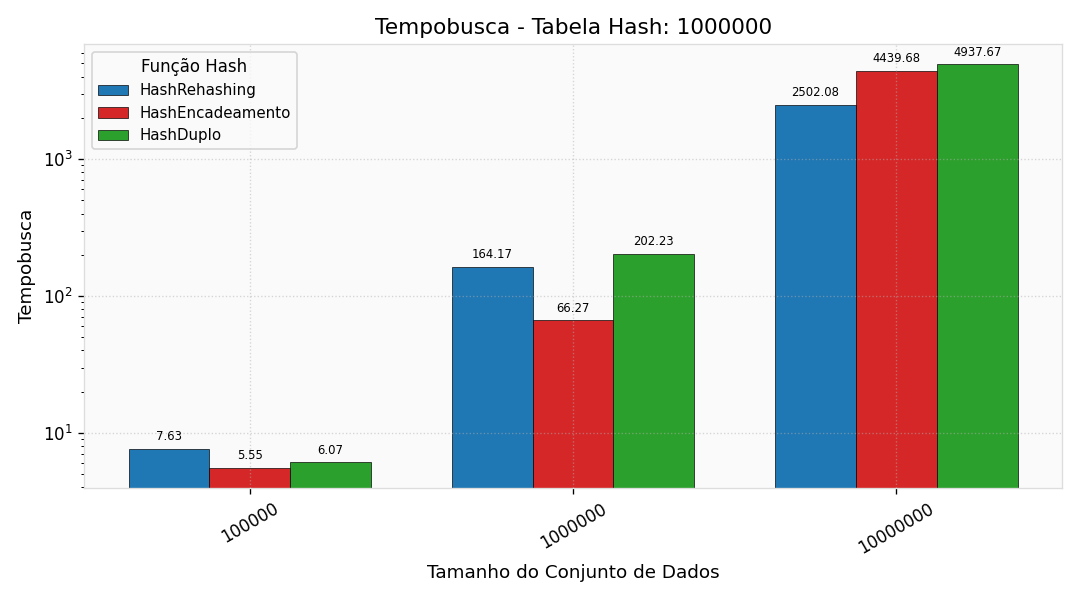 Tempobusca - Tabela Hash: 1000000
Função Hash
HashRehashing
HashEncadeamento
HashDuplo
Tempobusca
10³
10²
10¹
7.63
5.55
6.07
164.17
66.27
202.23
2502.08
4439.68
4937.67
100000
1000000
10000000
Tamanho do Conjunto de Dados